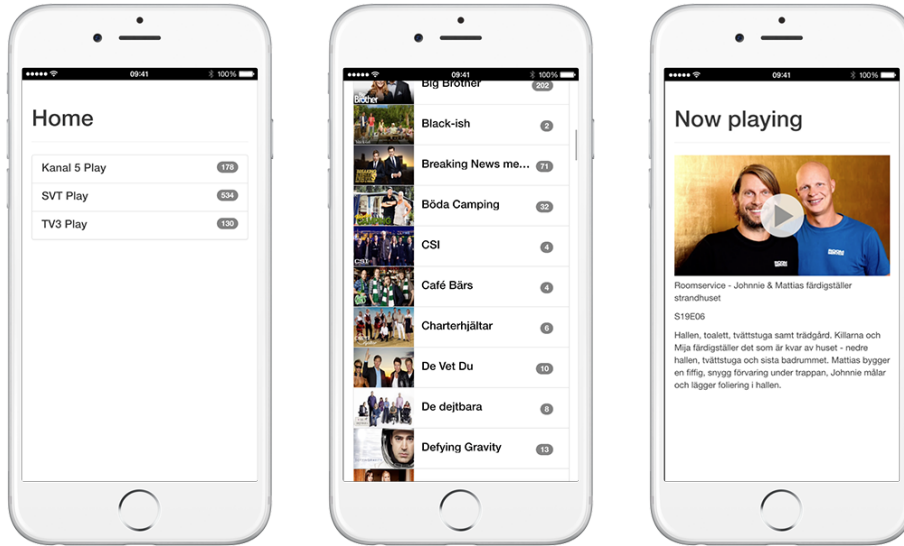 09:41
100%
Home
Kanal 5 Play
178
SVT Play
534
TV3 Play
130
09:41
100%
Big Brother
202
Black-ish
2
Breaking News me...
71
Böda Camping
32
CSI
4
Café Bärs
4
Charterhjältar
6
De Vet Du
10
De dejtbara
8
Defying Gravity
13
09:41
100%
Now playing
ROOM
ROOM
Roomservice - Johnnie & Mattias färdigställer
strandhuset
S19E06
Hallen, toalett, tvättstuga samt trädgård. Killarna och
Mija färdigställer det som är kvar av huset - nedre
hallen, tvättstuga och sista badrummet. Mattias bygger
en fiffig, snygg förvaring under trappan, Johnnie målar
och lägger foliering i hallen.